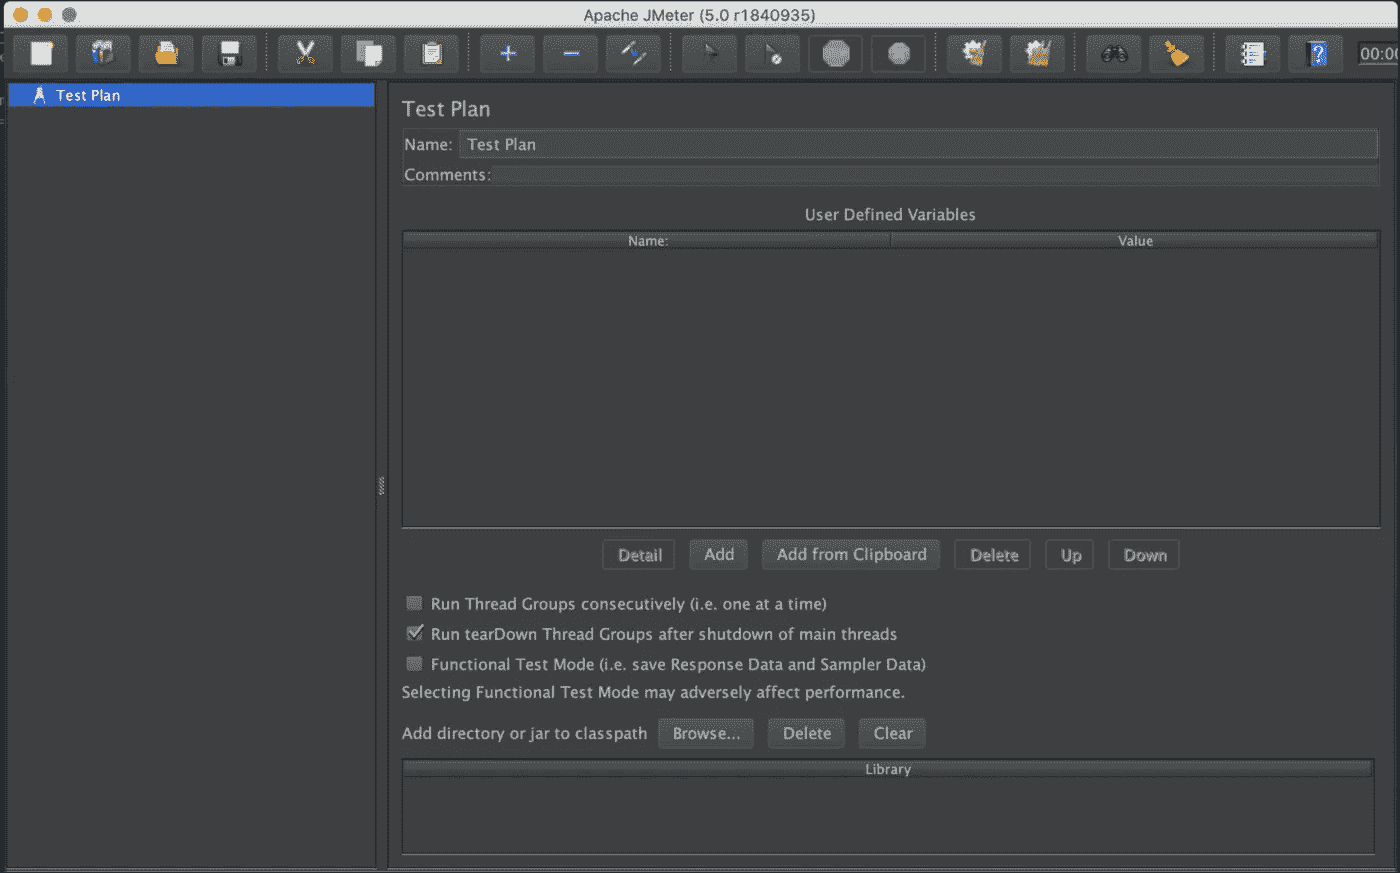 Apache JMeter (5.0 r1840935)
00:00
Test Plan
Test Plan
Name: Test Plan
Comments:
User Defined Variables
Name: Value
Detail Add Add from Clipboard Delete Up Down
Run Thread Groups consecutively (i.e. one at a time)
Run tearDown Thread Groups after shutdown of main threads
Functional Test Mode (i.e. save Response Data and Sampler Data)
Selecting Functional Test Mode may adversely affect performance.
Add directory or jar to classpath Browse... Delete Clear
Library